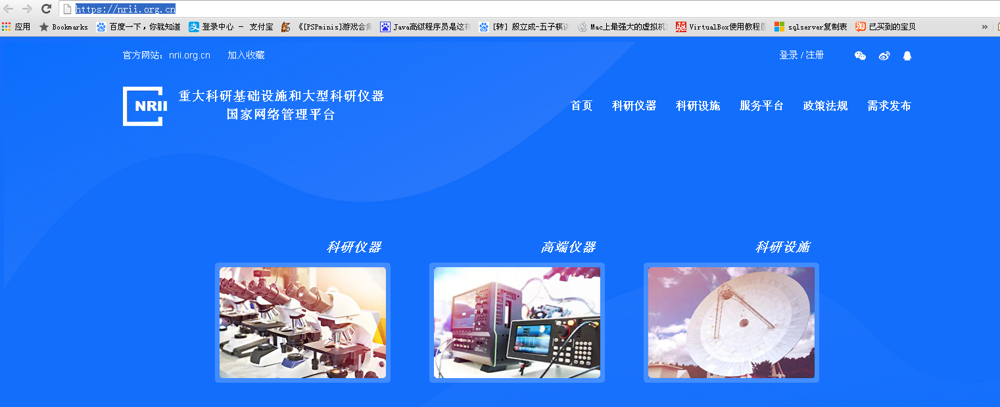 https://nrii.org.cn
应用 Bookmarks 百度一下，你就知道 登录中心 - 支付宝 《[PSPminis]游戏合集 Java高级程序员是这样 [转] 殷立成-五子棋讲 Mac上最强大的虚拟机 VirtualBox使用教程图 sqlserver复制表 已买到的宝贝 »
官方网站：nrii.org.cn 加入收藏 登录 / 注册
NRII
重大科研基础设施和大型科研仪器
国家网络管理平台
首页 科研仪器 科研设施 服务平台 政策法规 需求发布
科研仪器 高端仪器 科研设施